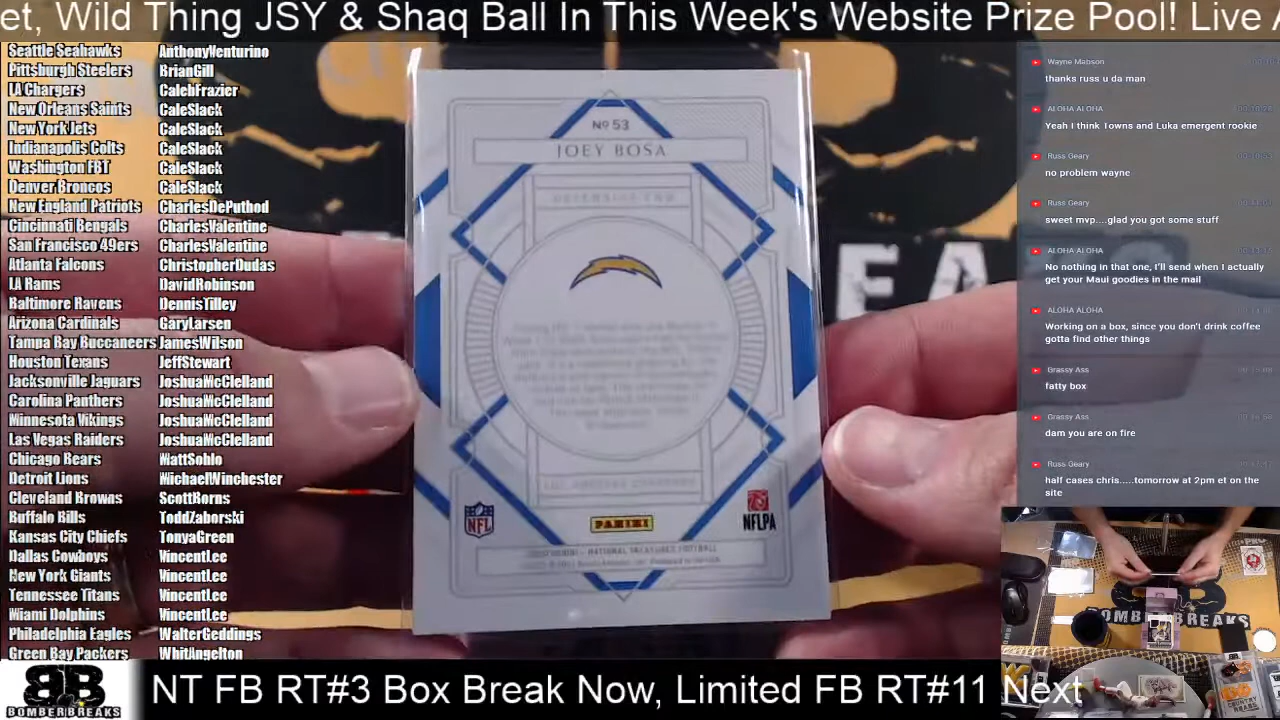 et, Wild Thing JSY & Shaq Ball In This Week's Website Prize Pool! Live
Seattle Seahawks AnthonyVenturino
Pittsburgh Steelers BrianGill
LA Chargers CalebFrazier
New Orleans Saints CaleSlack
New York Jets CaleSlack
Indianapolis Colts CaleSlack
Washington FBT CaleSlack
Denver Broncos CaleSlack
New England Patriots CharlesDePuthod
Cincinnati Bengals CharlesValentine
San Francisco 49ers CharlesValentine
Atlanta Falcons ChristopherDudas
LA Rams DavidRobinson
Baltimore Ravens DennisTilley
Arizona Cardinals GaryLarsen
Tampa Bay Buccaneers JamesWilson
Houston Texans JeffStewart
Jacksonville Jaguars JoshuaMcClelland
Carolina Panthers JoshuaMcClelland
Minnesota Vikings JoshuaMcClelland
Las Vegas Raiders JoshuaMcClelland
Chicago Bears MattSohlo
Detroit Lions MichaelWinchester
Cleveland Browns ScottBorns
Buffalo Bills ToddZaborski
Kansas City Chiefs TonyaGreen
Dallas Cowboys VincentLee
New York Giants VincentLee
Tennessee Titans VincentLee
Miami Dolphins VincentLee
Philadelphia Eagles WalterGeddings
Green Bay Packers WhitAngelton
Nº 53
JOEY BOSA
DEFENSIVE END
LOS ANGELES CHARGERS
NFL
PANINI
NFLPA
NATIONAL TREASURES FOOTBALL
EA
Wayne Mabson
thanks russ u da man
ALOHA ALOHA
Yeah I think Towns and Luka emergent rookie
Russ Geary
no problem wayne
Russ Geary
sweet mvp....glad you got some stuff
ALOHA ALOHA
No nothing in that one, I'll send when I actually
get your Maui goodies in the mail
ALOHA ALOHA
Working on a box, since you don't drink coffee
gotta find other things
Grassy Ass
fatty box
Grassy Ass
dam you are on fire
Russ Geary
half cases chris.....tomorrow at 2pm et on the
site
BOMBERBREAKS
BB
BOMBERBREAKS
NT FB RT#3 Box Break Now, Limited FB RT#11 Next